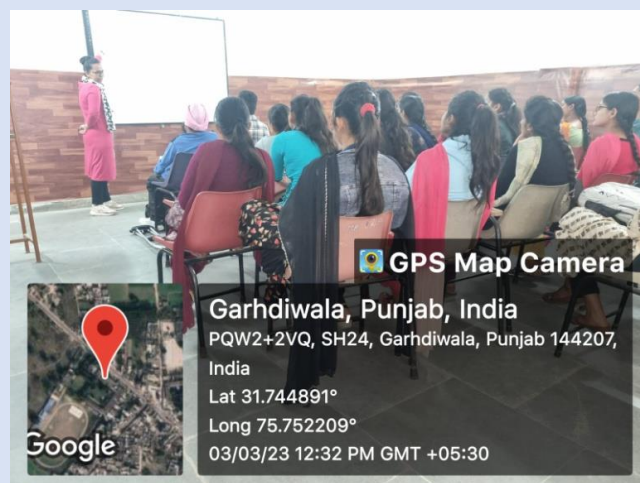 GPS Map Camera
Garhdiwala, Punjab, India
PQW2+2VQ, SH24, Garhdiwala, Punjab 144207,
India
Lat 31.744891°
Long 75.752209°
03/03/23 12:32 PM GMT +05:30
Google